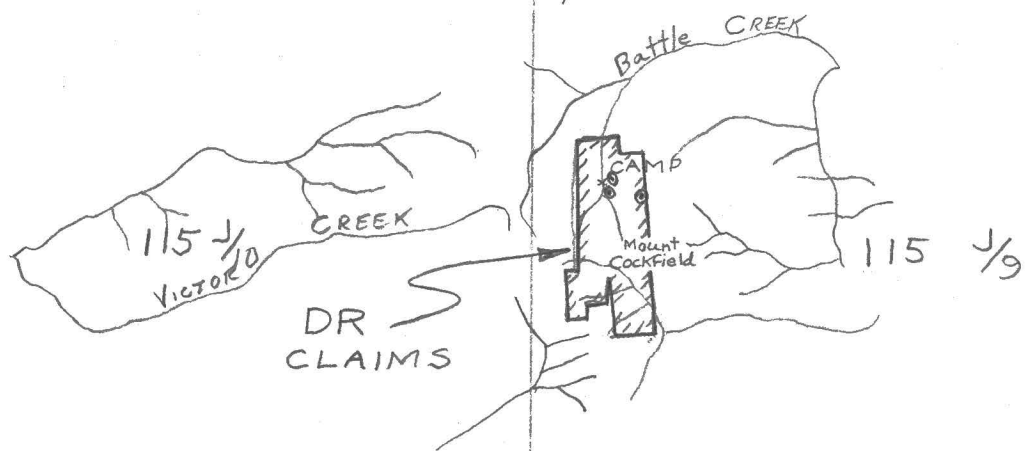 Battle CREEK
CAMP
115 J/10
VICTOR CREEK
Mount
Cockfield
115 J/9
DR
CLAIMS